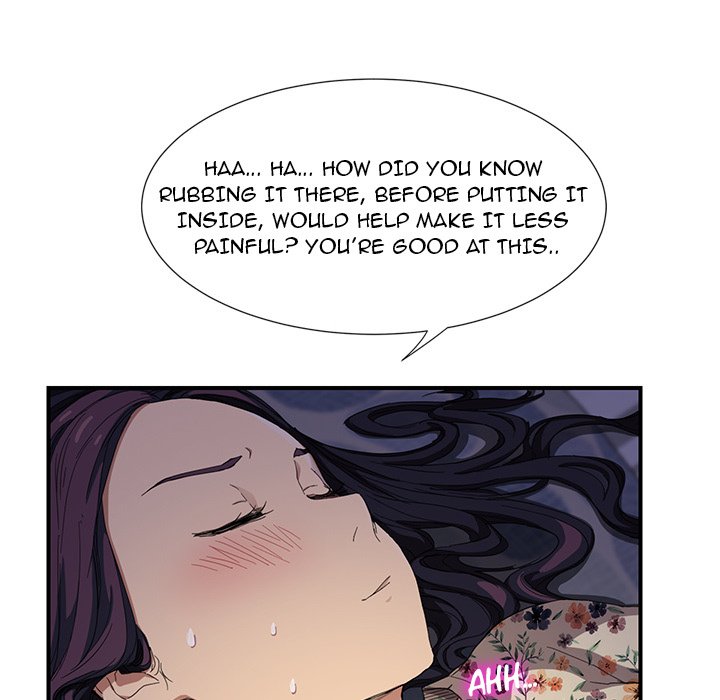 HAA... HA... HOW DID YOU KNOW
RUBBING IT THERE, BEFORE PUTTING IT
INSIDE, WOULD HELP MAKE IT LESS
PAINFUL? YOU'RE GOOD AT THIS..
AHH...